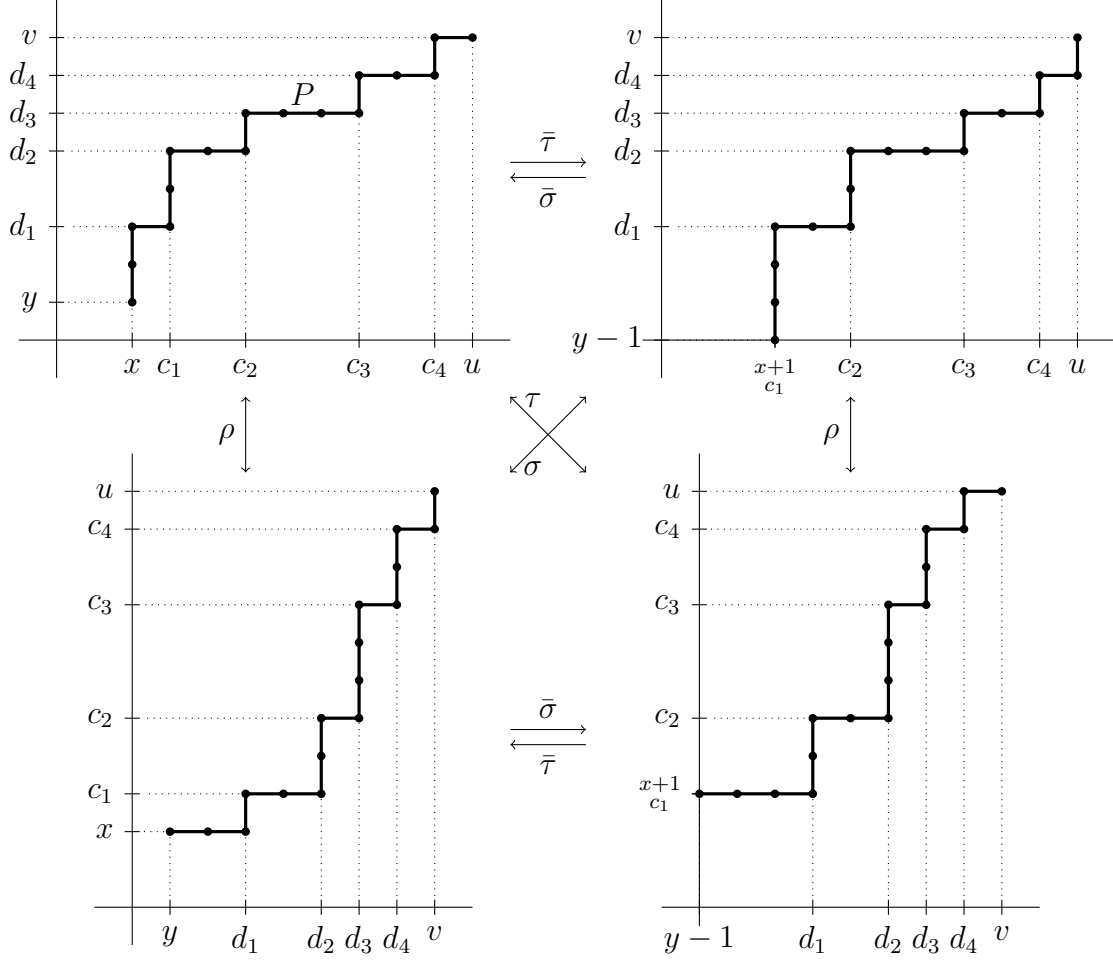 v
d₄
d₃
d₂
d₁
y
P
x c₁ c₂ c₃ c₄ u
τ̄
σ̄
v
d₄
d₃
d₂
d₁
y − 1
x+1
c₁
c₂ c₃ c₄ u
ρ
τ
σ
ρ
u
c₄
c₃
c₂
c₁
x
y d₁ d₂ d₃ d₄ v
σ̄
τ̄
u
c₄
c₃
c₂
x+1
c₁
y − 1 d₁ d₂ d₃ d₄ v